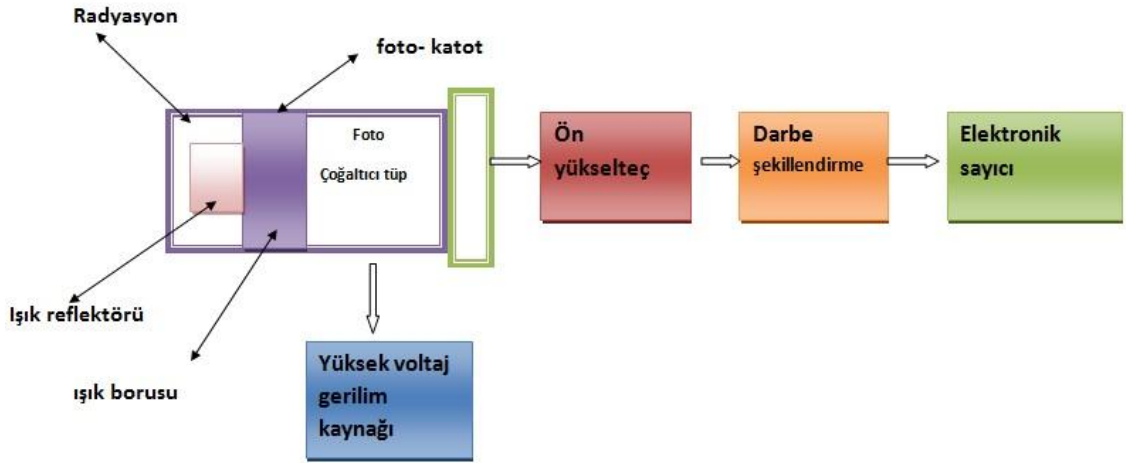 Radyasyon
foto- katot
Foto
Çoğaltıcı tüp
Ön
yükselteç
Darbe
şekillendirme
Elektronik
sayıcı
Işık reflektörü
ışık borusu
Yüksek voltaj
gerilim
kaynağı